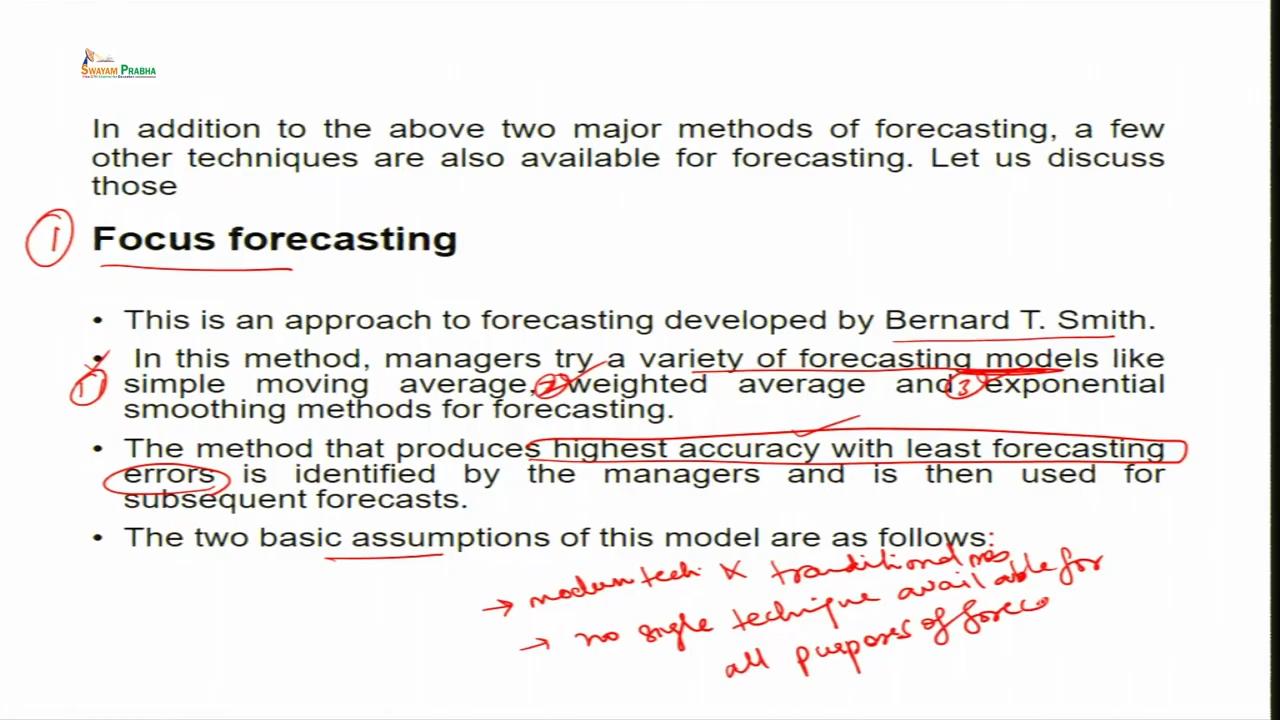 SWAYAM PRABHA
In addition to the above two major methods of forecasting, a few
other techniques are also available for forecasting. Let us discuss
those
1 Focus forecasting
• This is an approach to forecasting developed by Bernard T. Smith.
• In this method, managers try a variety of forecasting models like
1 simple moving average, 2 weighted average and 3 exponential
smoothing methods for forecasting.
• The method that produces highest accuracy with least forecasting
errors is identified by the managers and is then used for
subsequent forecasts.
• The two basic assumptions of this model are as follows:
→ modern tech X tranditional
→ no single technique available for
all purposes of